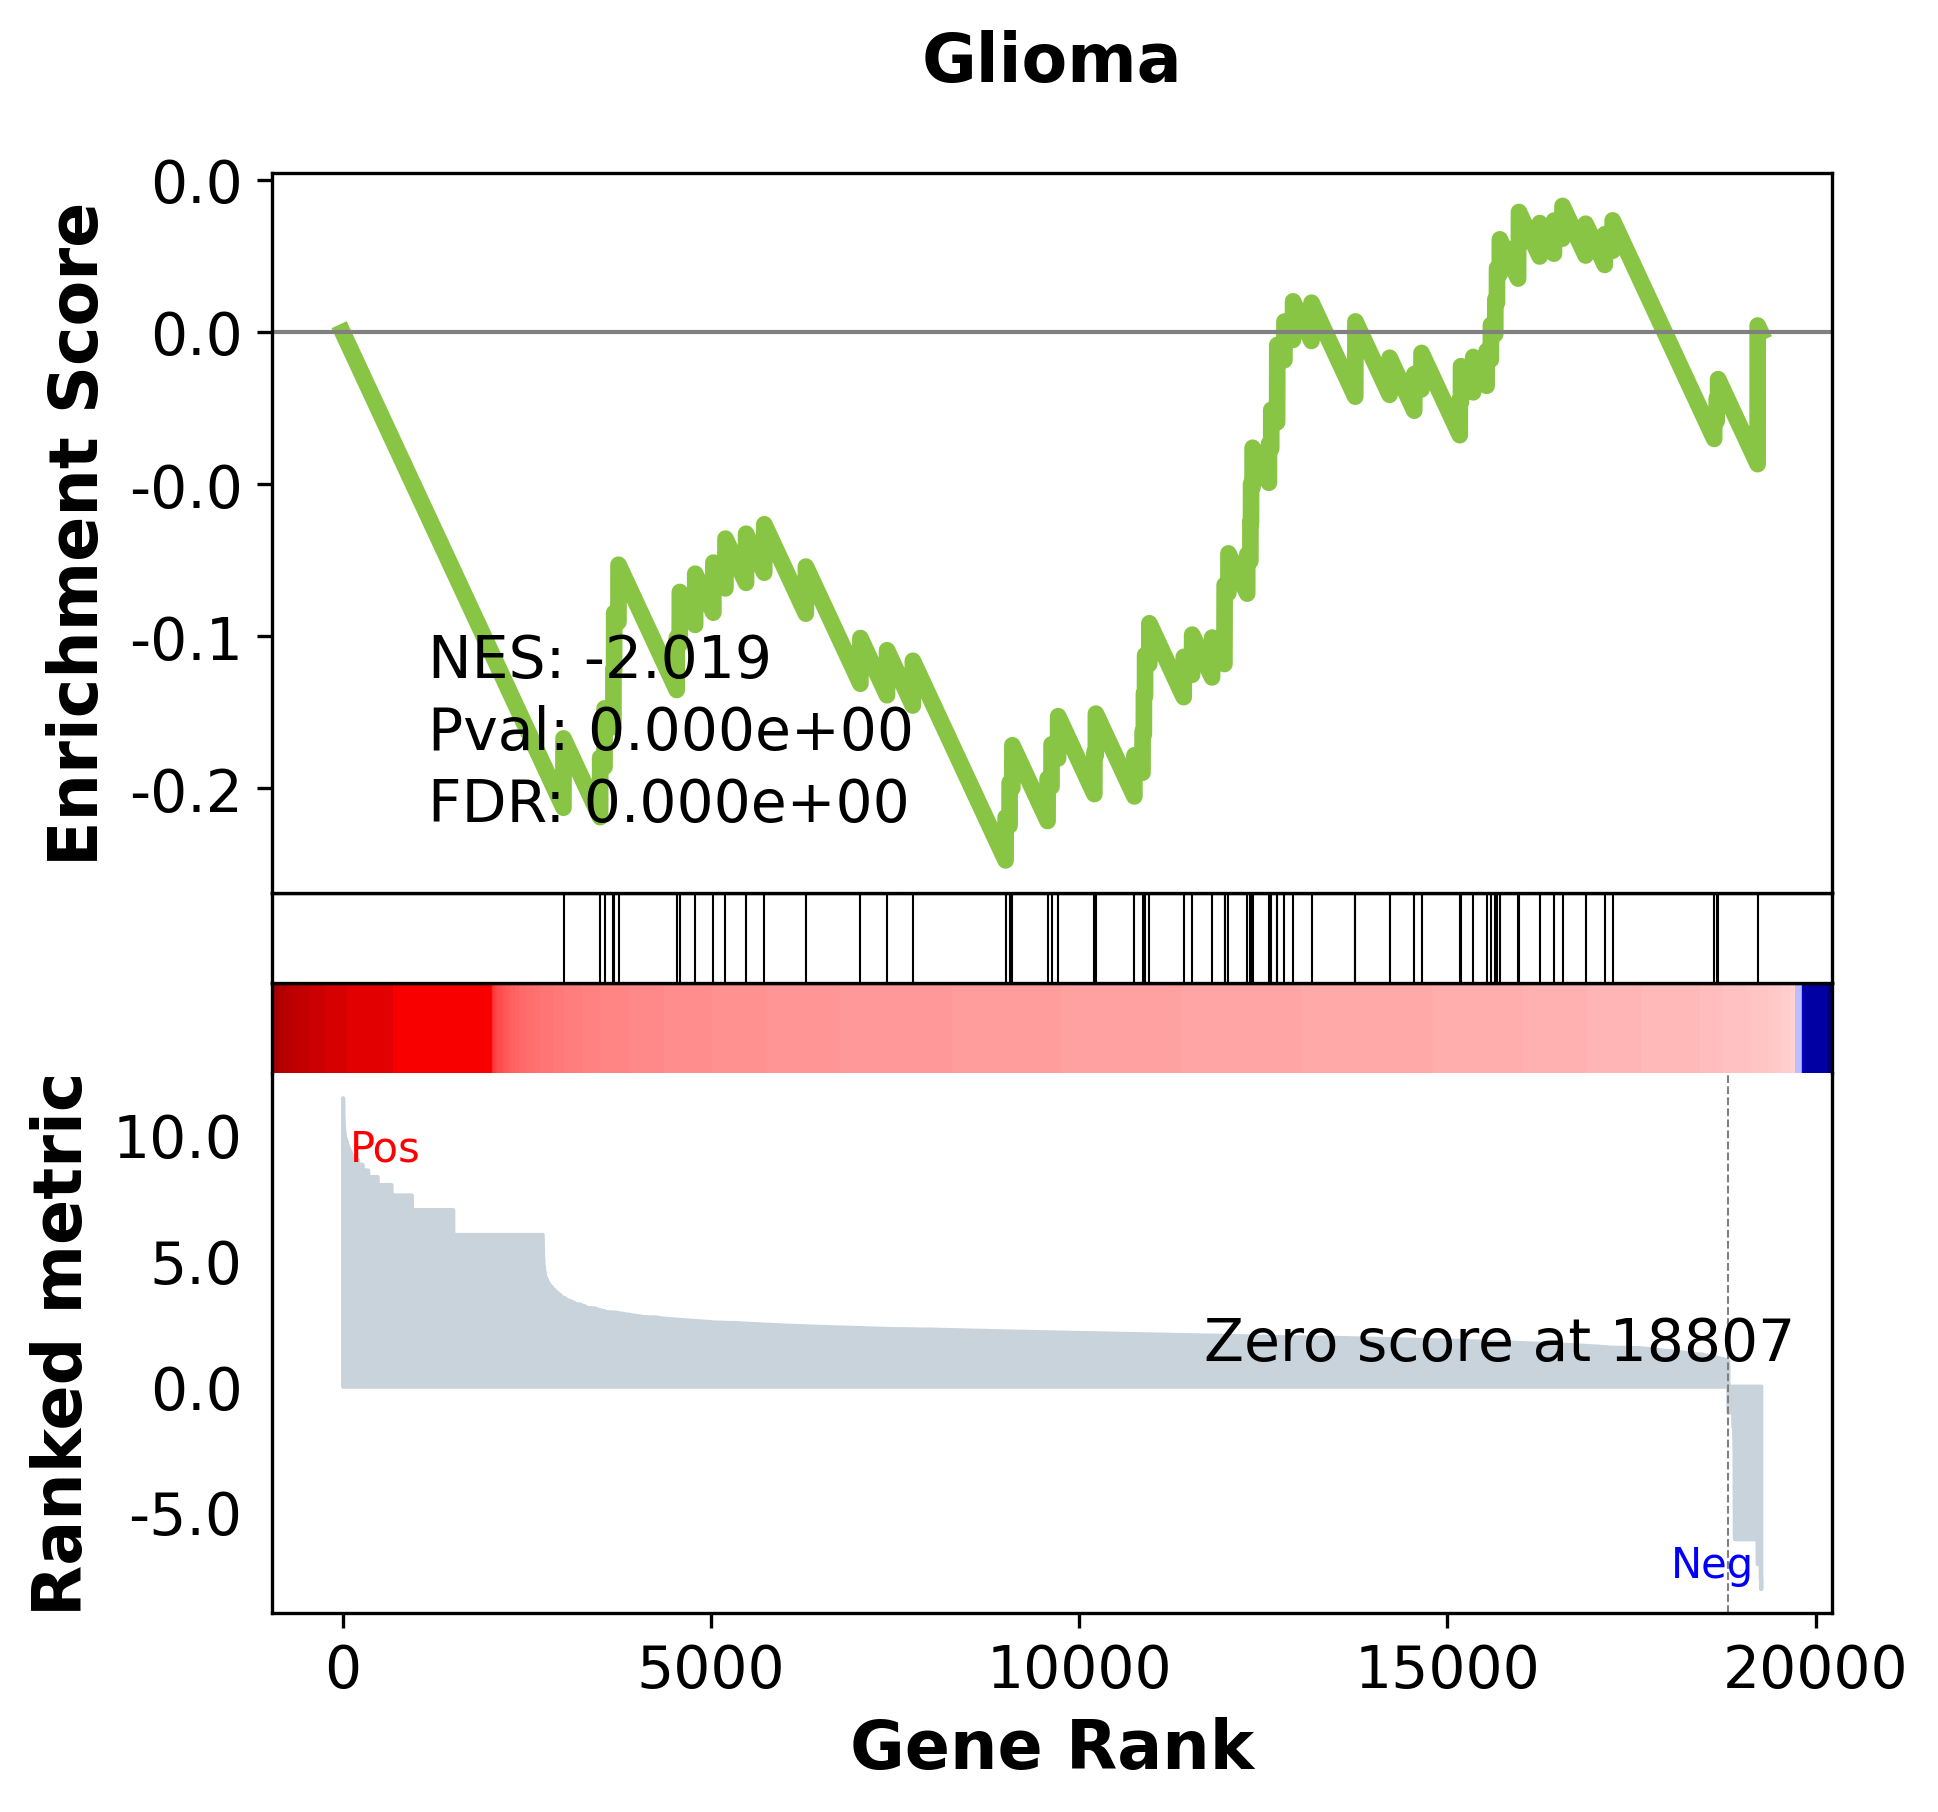 Glioma
Enrichment Score
0.0
0.0
-0.0
-0.1
-0.2
NES: -2.019
Pval: 0.000e+00
FDR: 0.000e+00
Ranked metric
10.0
5.0
0.0
-5.0
Pos
Zero score at 18807
Neg
0 5000 10000 15000 20000
Gene Rank